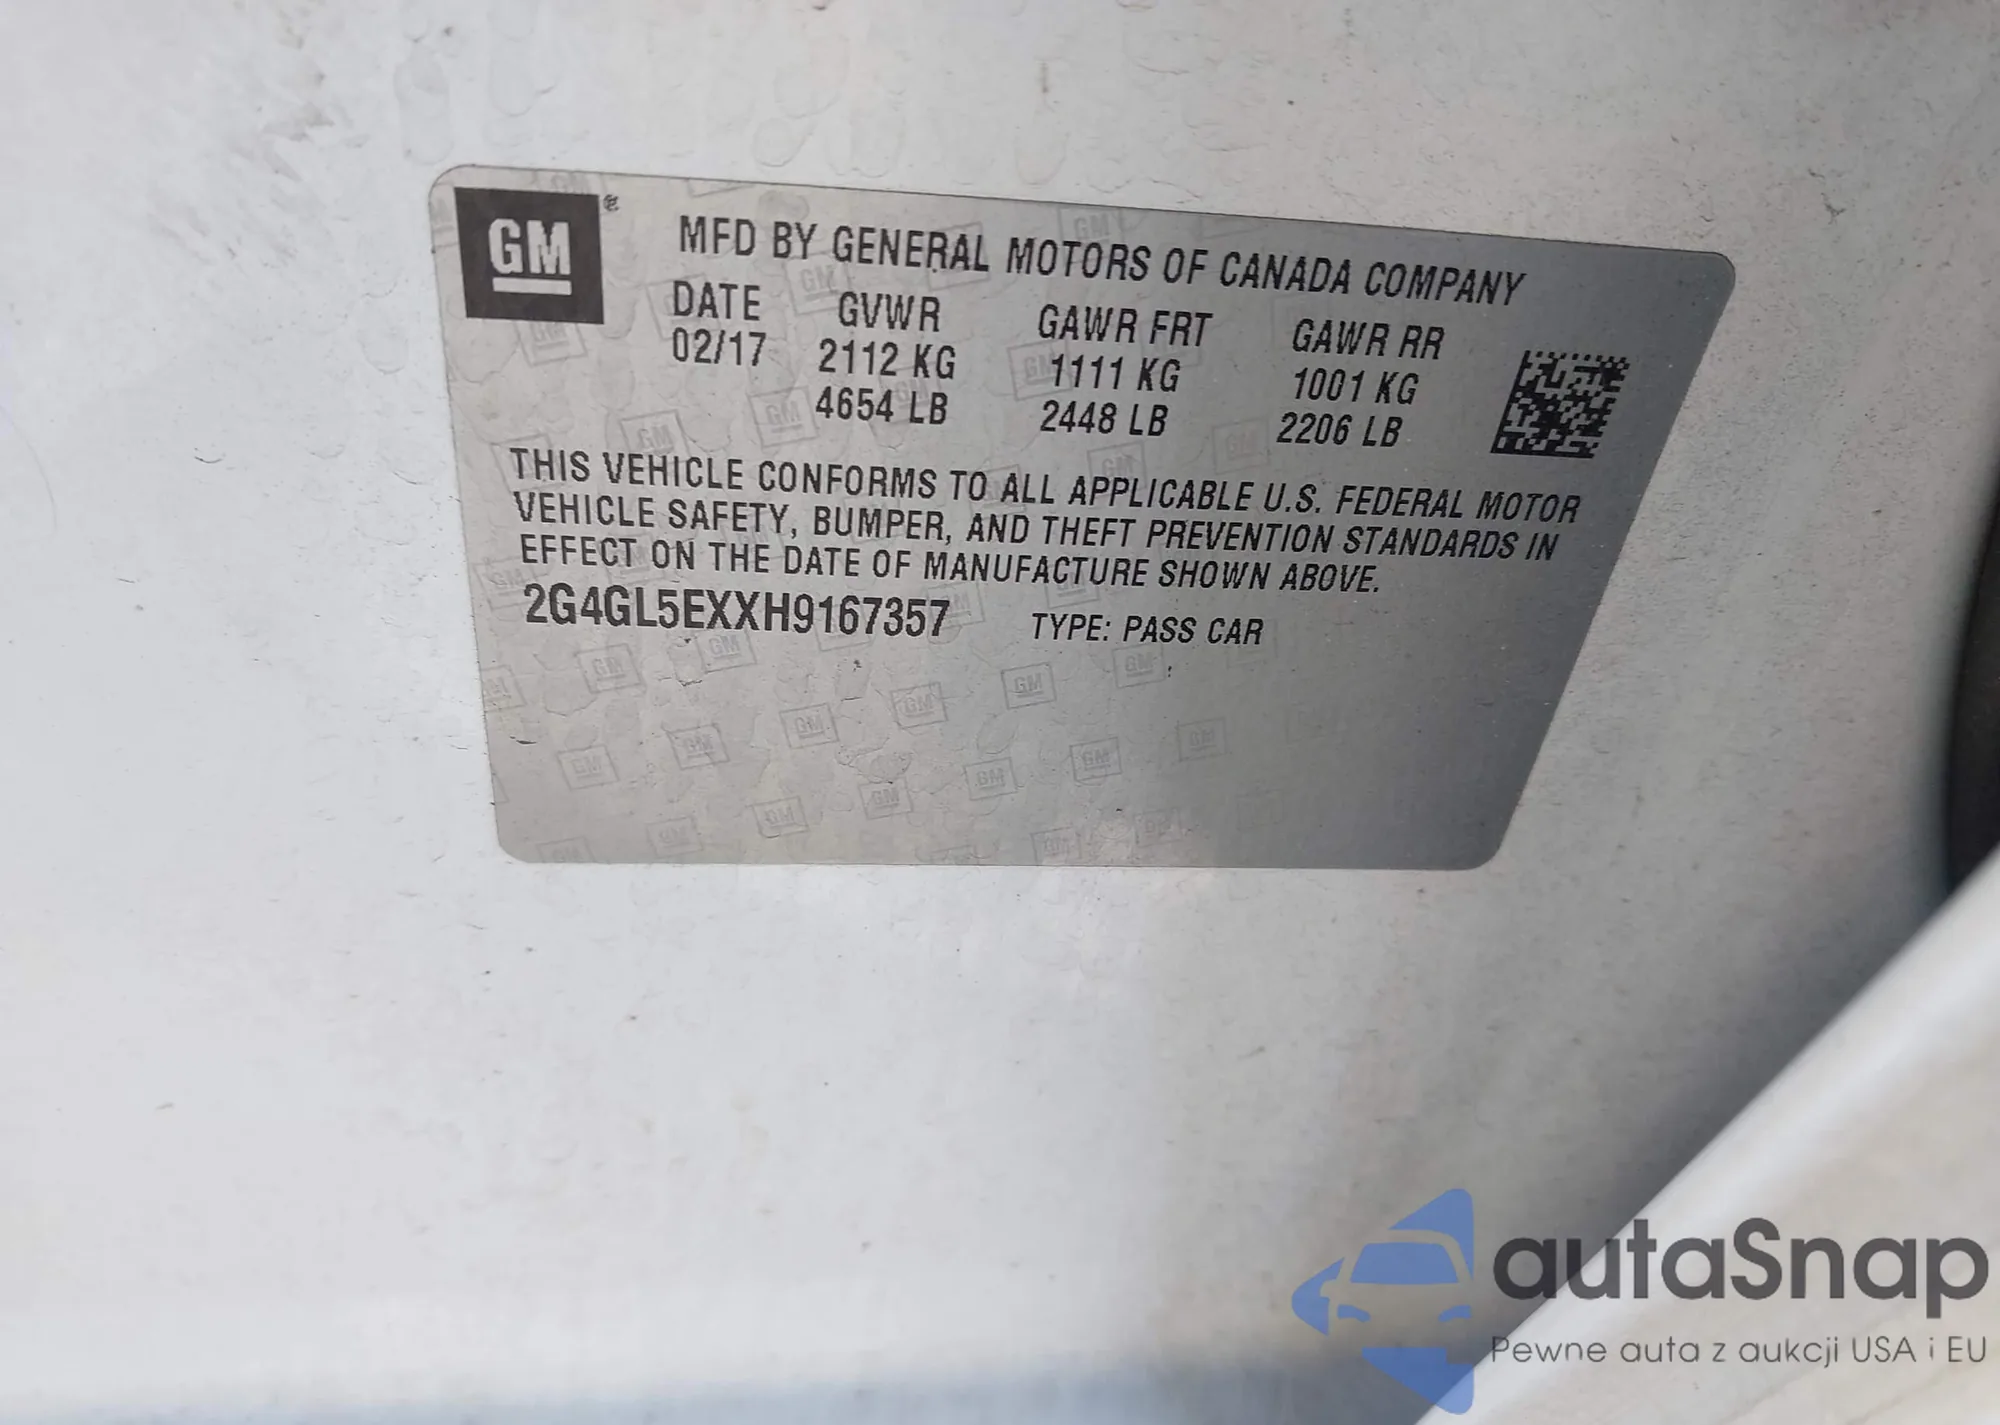 GM
MFD BY GENERAL MOTORS OF CANADA COMPANY
DATE GVWR GAWR FRT GAWR RR
02/17 2112 KG 1111 KG 1001 KG
4654 LB 2448 LB 2206 LB
THIS VEHICLE CONFORMS TO ALL APPLICABLE U.S. FEDERAL MOTOR
VEHICLE SAFETY, BUMPER, AND THEFT PREVENTION STANDARDS IN
EFFECT ON THE DATE OF MANUFACTURE SHOWN ABOVE.
2G4GL5EXXH9167357 TYPE: PASS CAR
autaSnap
Pewne auta z aukcji USA i EU